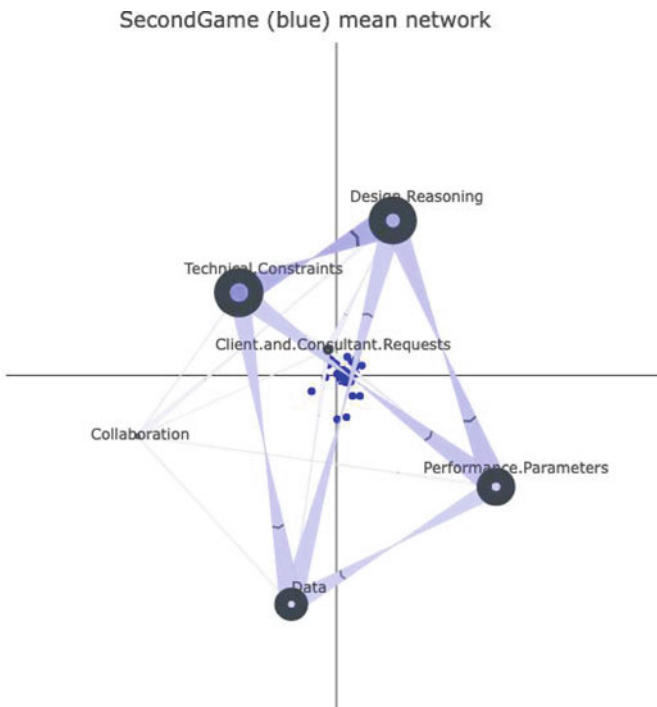 SecondGame (blue) mean network
Design.Reasoning
Technical.Constraints
Client.and.Consultant.Requests
Collaboration
Performance.Parameters
Data